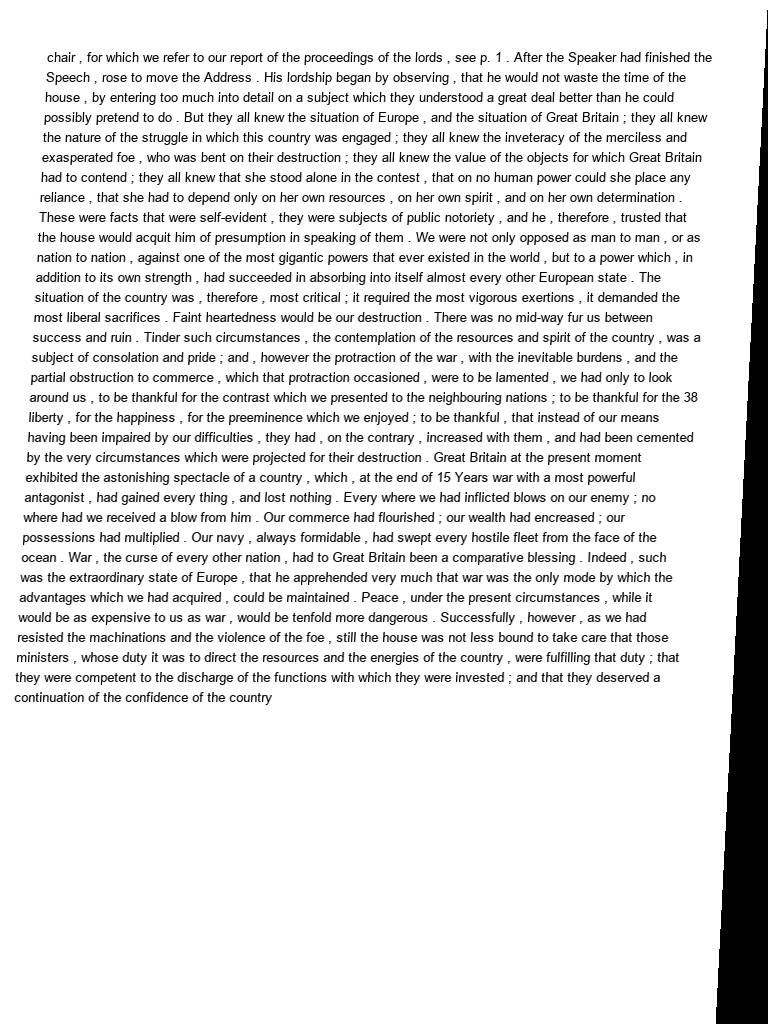 chair , for which we refer to our report of the proceedings of the lords , see p. 1 . After the Speaker had finished the
Speech , rose to move the Address . His lordship began by observing , that he would not waste the time of the
house , by entering too much into detail on a subject which they understood a great deal better than he could
possibly pretend to do . But they all knew the situation of Europe , and the situation of Great Britain ; they all knew
the nature of the struggle in which this country was engaged ; they all knew the inveteracy of the merciless and
exasperated foe , who was bent on their destruction ; they all knew the value of the objects for which Great Britain
had to contend ; they all knew that she stood alone in the contest , that on no human power could she place any
reliance , that she had to depend only on her own resources , on her own spirit , and on her own determination .
These were facts that were self-evident , they were subjects of public notoriety , and he , therefore , trusted that
the house would acquit him of presumption in speaking of them . We were not only opposed as man to man , or as
nation to nation , against one of the most gigantic powers that ever existed in the world , but to a power which , in
addition to its own strength , had succeeded in absorbing into itself almost every other European state . The
situation of the country was , therefore , most critical ; it required the most vigorous exertions , it demanded the
most liberal sacrifices . Faint heartedness would be our destruction . There was no mid-way fur us between
success and ruin . Tinder such circumstances , the contemplation of the resources and spirit of the country , was a
subject of consolation and pride ; and , however the protraction of the war , with the inevitable burdens , and the
partial obstruction to commerce , which that protraction occasioned , were to be lamented , we had only to look
around us , to be thankful for the contrast which we presented to the neighbouring nations ; to be thankful for the 38
liberty , for the happiness , for the preeminence which we enjoyed ; to be thankful , that instead of our means
having been impaired by our difficulties , they had , on the contrary , increased with them , and had been cemented
by the very circumstances which were projected for their destruction . Great Britain at the present moment
exhibited the astonishing spectacle of a country , which , at the end of 15 Years war with a most powerful
antagonist , had gained every thing , and lost nothing . Every where we had inflicted blows on our enemy ; no
where had we received a blow from him . Our commerce had flourished ; our wealth had encreased ; our
possessions had multiplied . Our navy , always formidable , had swept every hostile fleet from the face of the
ocean . War , the curse of every other nation , had to Great Britain been a comparative blessing . Indeed , such
was the extraordinary state of Europe , that he apprehended very much that war was the only mode by which the
advantages which we had acquired , could be maintained . Peace , under the present circumstances , while it
would be as expensive to us as war , would be tenfold more dangerous . Successfully , however , as we had
resisted the machinations and the violence of the foe , still the house was not less bound to take care that those
ministers , whose duty it was to direct the resources and the energies of the country , were fulfilling that duty ; that
they were competent to the discharge of the functions with which they were invested ; and that they deserved a
continuation of the confidence of the country